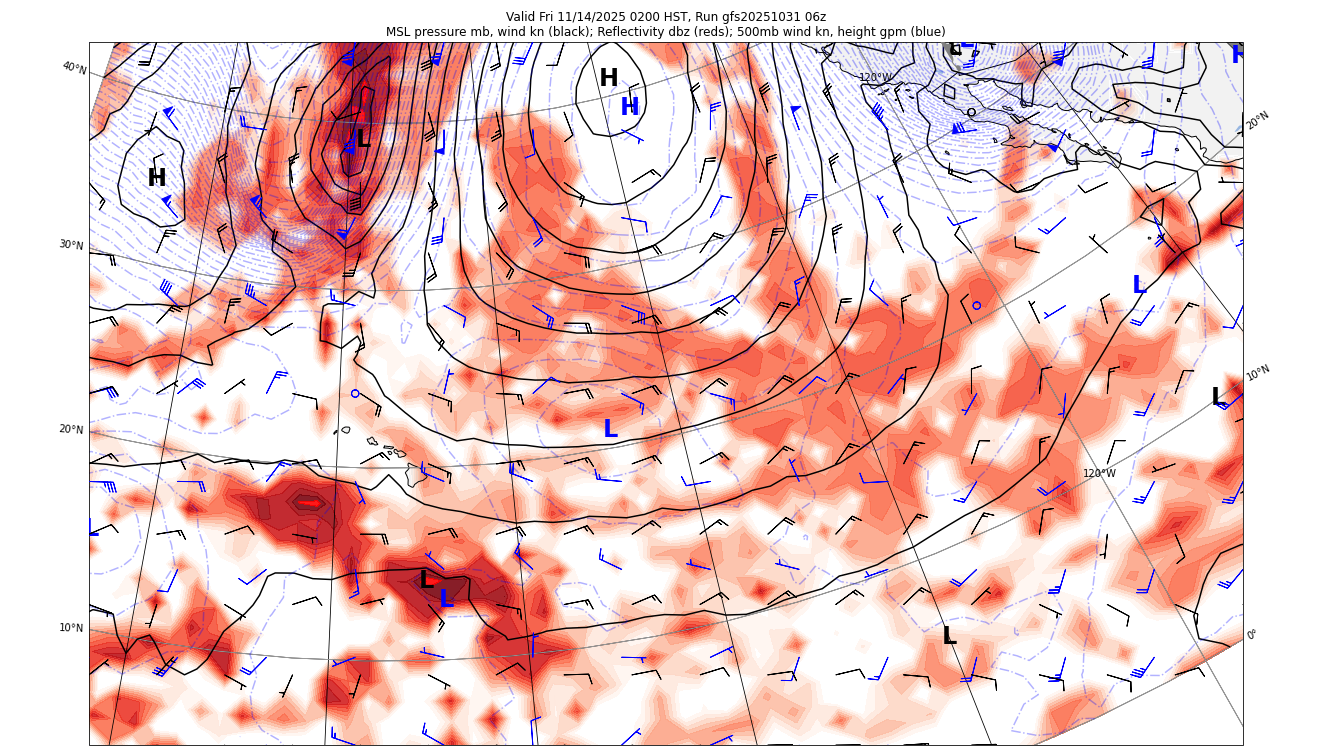 Valid Fri 11/14/2025 0200 HST, Run gfs20251031 06z
MSL pressure mb, wind kn (black); Reflectivity dbz (reds); 500mb wind kn, height gpm (blue)
L L
H
40°N
H
H
120°W
20°N
L
H
30°N
L
10°N
L
20°N
L
120°W
L
L
L
10°N
L
0°